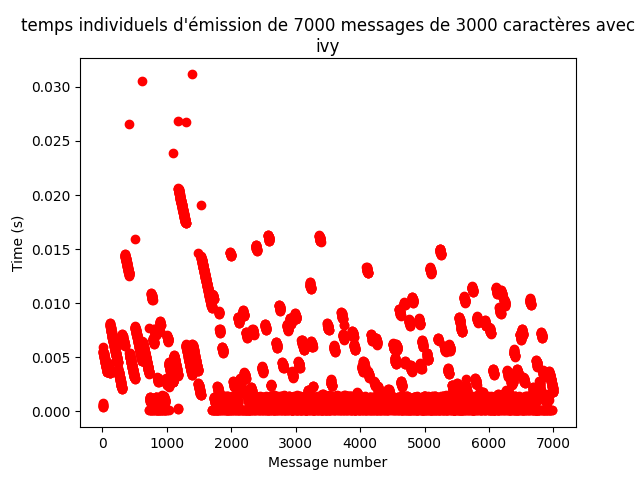 temps individuels d'émission de 7000 messages de 3000 caractères avec
ivy
0.030
0.025
0.020
0.015
0.010
0.005
0.000
Time (s)
0 1000 2000 3000 4000 5000 6000 7000
Message number